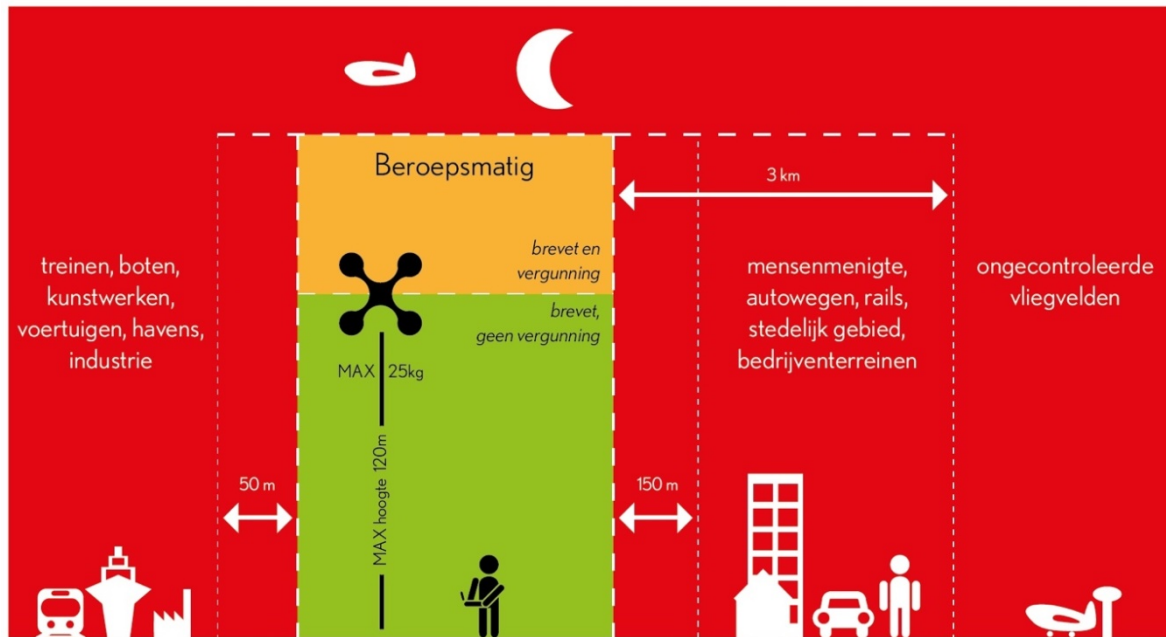 Beroepsmatig
3 km
brevet en
vergunning
treinen, boten,
kunstwerken,
voertuigen, havens,
industrie
brevet,
geen vergunning
mensenmenigte,
autowegen, rails,
stedelijk gebied,
bedrijventerreinen
ongecontroleerde
vliegvelden
MAX 25kg
MAX hoogte 120m
50 m
150 m